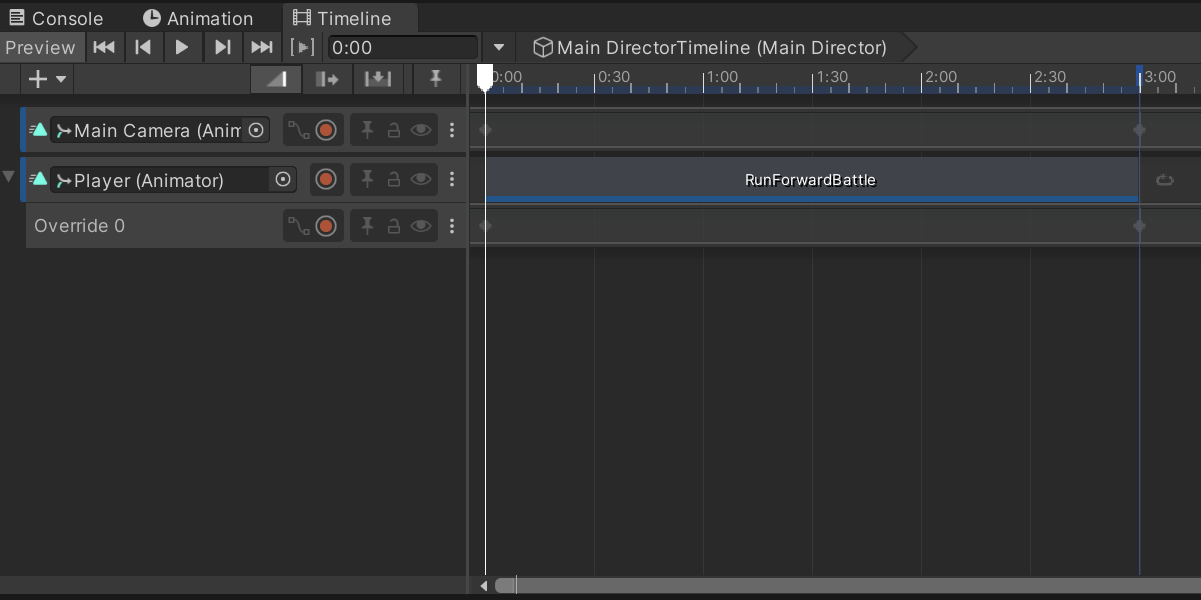 Console Animation Timeline
Preview 0:00 Main DirectorTimeline (Main Director)
0:00 0:30 1:00 1:30 2:00 2:30 3:00
Main Camera (Anim
Player (Animator) RunForwardBattle
Override 0